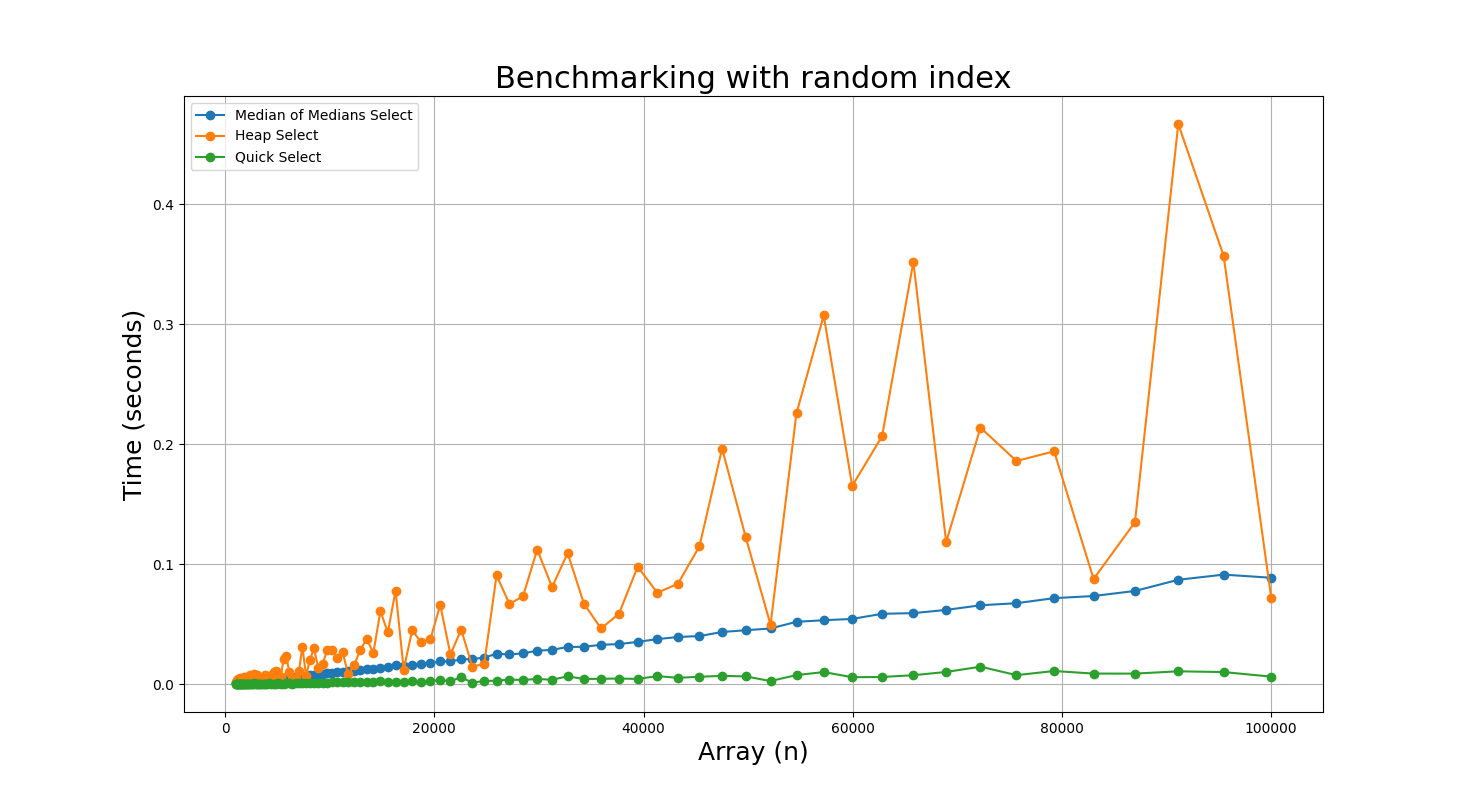 Benchmarking with random index
Median of Medians Select
Heap Select
Quick Select
0.4
0.3
0.2
0.1
0.0
Time (seconds)
0 20000 40000 60000 80000 100000
Array (n)